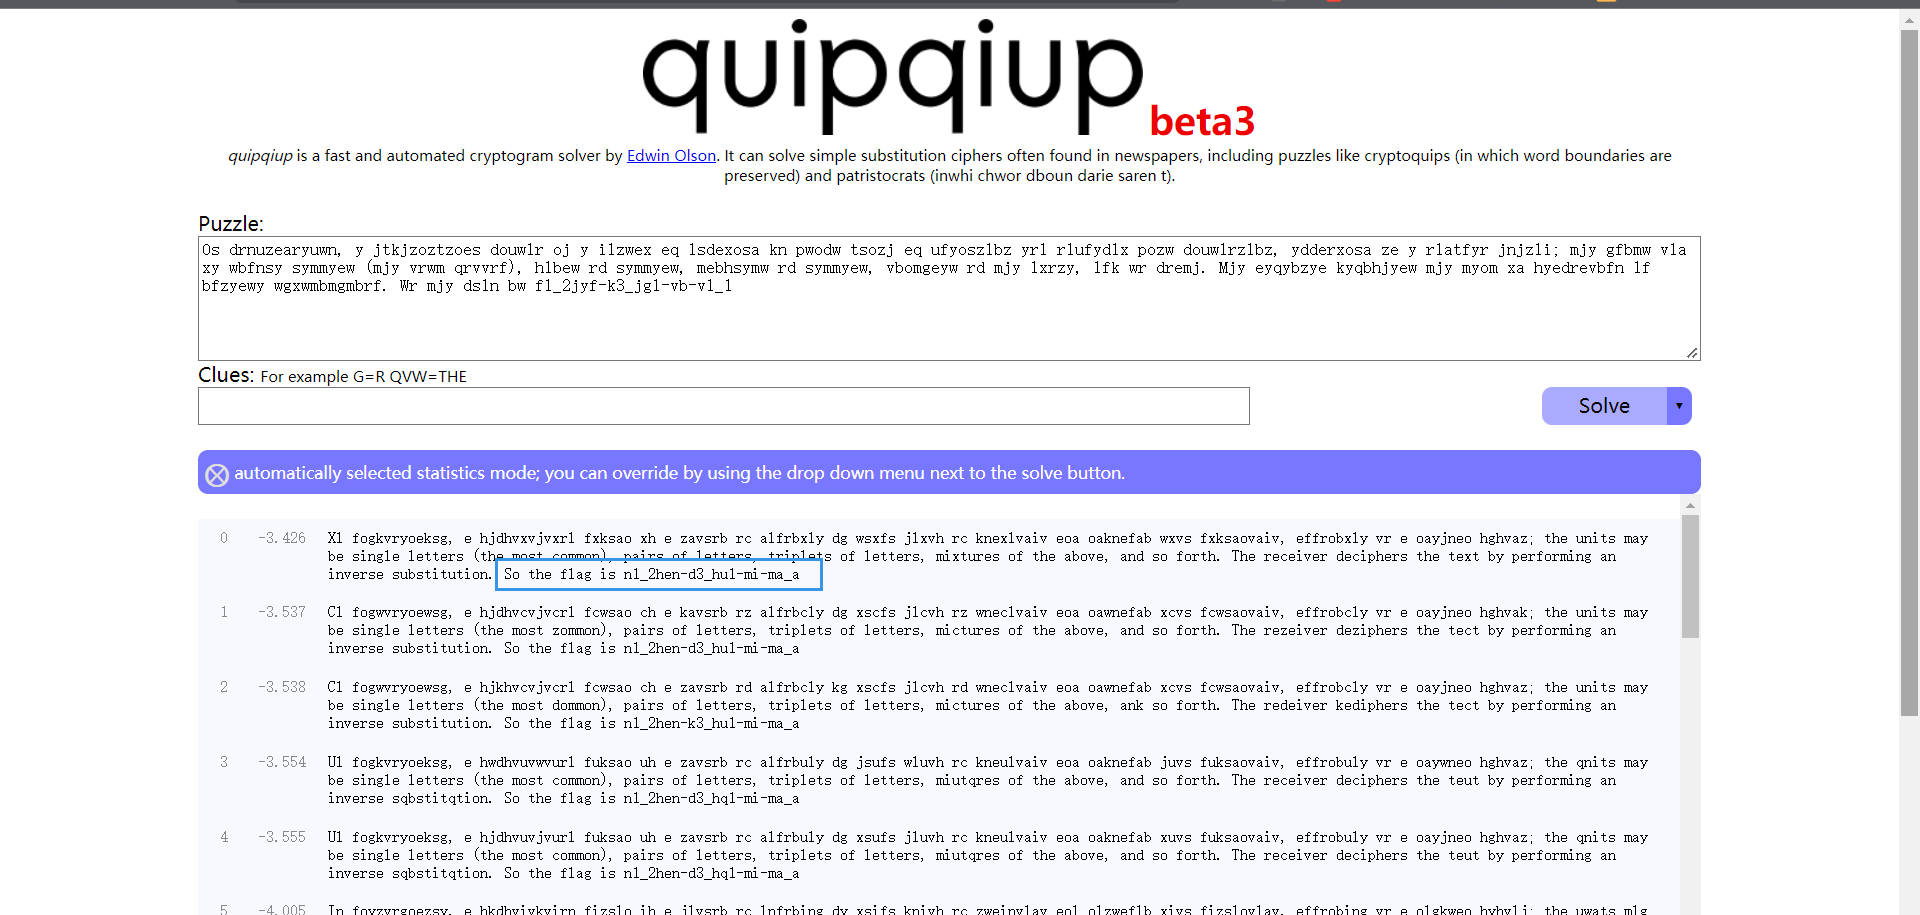 quipqiup beta3
quipqiup is a fast and automated cryptogram solver by Edwin Olson. It can solve simple substitution ciphers often found in newspapers, including puzzles like cryptoquips (in which word boundaries are
preserved) and patristocrats (inwhi chwor dboun darie saren t).
Puzzle:
Os drnuzearyuwn, y jtkjzoztzoes douwlr oj y ilzwex eq lsdexosa kn pwodw tsozj eq ufyoszlbz yrl rlufydlx pozw douwlrzlbz, ydderxosa ze y rlatfyr jnjzli; mjy gfbmw vla
xy wbfnsy symmyew (mjy vrwm qrvvrf), hlbew rd symmyew, mebhsymw rd symmyew, vbomgeyw rd mjy lxrzy, lfk wr dremj. Mjy eyqybzye kyqbhjyew mjy myom xa hyedrevbfn lf
bfzyewy wgxwmbmgmbrf. Wr mjy dsln bw f1_2jyf-k3_jg1-vb-vl_l
Clues: For example G=R QVW=THE
Solve ▾
automatically selected statistics mode; you can override by using the drop down menu next to the solve button.
0 -3.426 Xl fogkvryoeksg, e hjdhvxvjvxrl fxksao xh e zavsrb rc alfrbxly dg wsxfs jlxvh rc knexlvaiv eoa oaknefab wxvs fxksaovaiv, effrobxly vr e oayjneo hghvaz; the units may
be single letters (the most common), pairs of letters, triplets of letters, mixtures of the above, and so forth. The receiver deciphers the text by performing an
inverse substitution. So the flag is n1_2hen-d3_hu1-mi-ma_a
1 -3.537 Cl fogwvryoewsg, e hjdhvcvjvcrl fcwsao ch e kavsrb rz alfrbcly dg xscfs jlcvh rz wneclvaiv eoa oawnefab xcvs fcwsaovaiv, effrobcly vr e oayjneo hghvak; the units may
be single letters (the most zommon), pairs of letters, triplets of letters, mictures of the above, and so forth. The rezeiver deziphers the tect by performing an
inverse substitution. So the flag is n1_2hen-d3_hu1-mi-ma_a
2 -3.538 Cl fogwvryoewsg, e hjkhvcvjvcrl fcwsao ch e zavsrb rd alfrbcly kg xscfs jlcvh rd wneclvaiv eoa oawnefab xcvs fcwsaovaiv, effrobcly vr e oayjneo hghvaz; the units may
be single letters (the most dommon), pairs of letters, triplets of letters, mictures of the above, ank so forth. The redeiver kediphers the tect by performing an
inverse substitution. So the flag is n1_2hen-k3_hu1-mi-ma_a
3 -3.554 Ul fogkvryoeksg, e hwdhvuvwvurl fuksao uh e zavsrb rc alfrbuly dg jsufs wluvh rc kneulvaiv eoa oaknefab juvs fuksaovaiv, effrobuly vr e oaywneo hghvaz; the qnits may
be single letters (the most common), pairs of letters, triplets of letters, miutqres of the above, and so forth. The receiver deciphers the teut by performing an
inverse sqbstitqtion. So the flag is n1_2hen-d3_hq1-mi-ma_a
4 -3.555 Ul fogkvryoeksg, e hjdhvuvjvurl fuksao uh e zavsrb rc alfrbuly dg xsufs jluvh rc kneulvaiv eoa oaknefab xuvs fuksaovaiv, effrobuly vr e oayjneo hghvaz; the qnits may
be single letters (the most common), pairs of letters, triplets of letters, miutqres of the above, and so forth. The receiver deciphers the teut by performing an
inverse sqbstitqtion. So the flag is n1_2hen-d3_hq1-mi-ma_a
5 -4.005